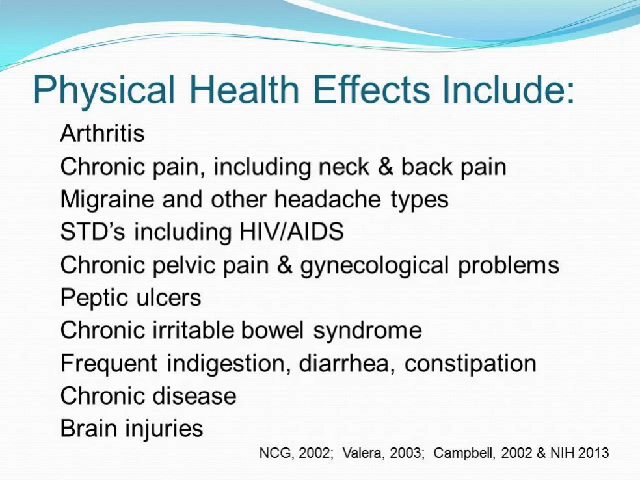 Physical Health Effects Include:
Arthritis
Chronic pain, including neck & back pain
Migraine and other headache types
STD's including HIV/AIDS
Chronic pelvic pain & gynecological problems
Peptic ulcers
Chronic irritable bowel syndrome
Frequent indigestion, diarrhea, constipation
Chronic disease
Brain injuries
NCG, 2002; Valera, 2003; Campbell, 2002 & NIH 2013